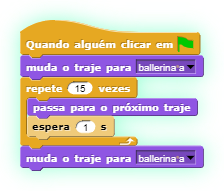 Quando alguém clicar em
muda o traje para ballerina a
repete 15 vezes
passa para o próximo traje
espera 1 s
muda o traje para ballerina a